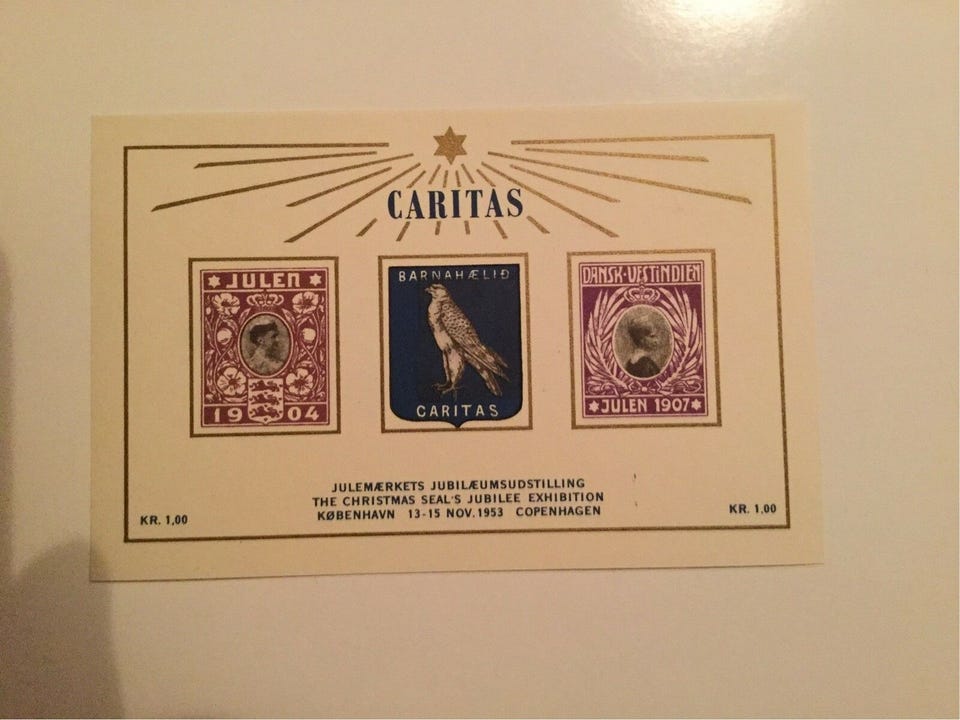 CARITAS
JULEN
1904
BARNAHÆLIÐ
CARITAS
DANSK-VESTINDIEN
JULEN 1907
JULEMÆRKETS JUBILÆUMSUDSTILLING
THE CHRISTMAS SEAL'S JUBILEE EXHIBITION
KØBENHAVN 13-15 NOV. 1953 COPENHAGEN
KR. 1,00 KR. 1,00